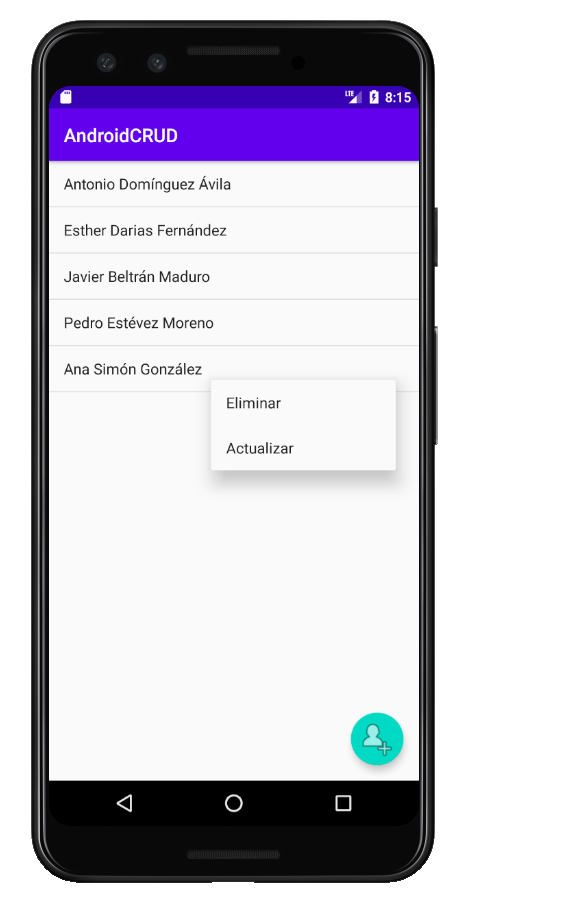 LTE 8:15
AndroidCRUD
Antonio Domínguez Ávila
Esther Darias Fernández
Javier Beltrán Maduro
Pedro Estévez Moreno
Ana Simón González
Eliminar
Actualizar